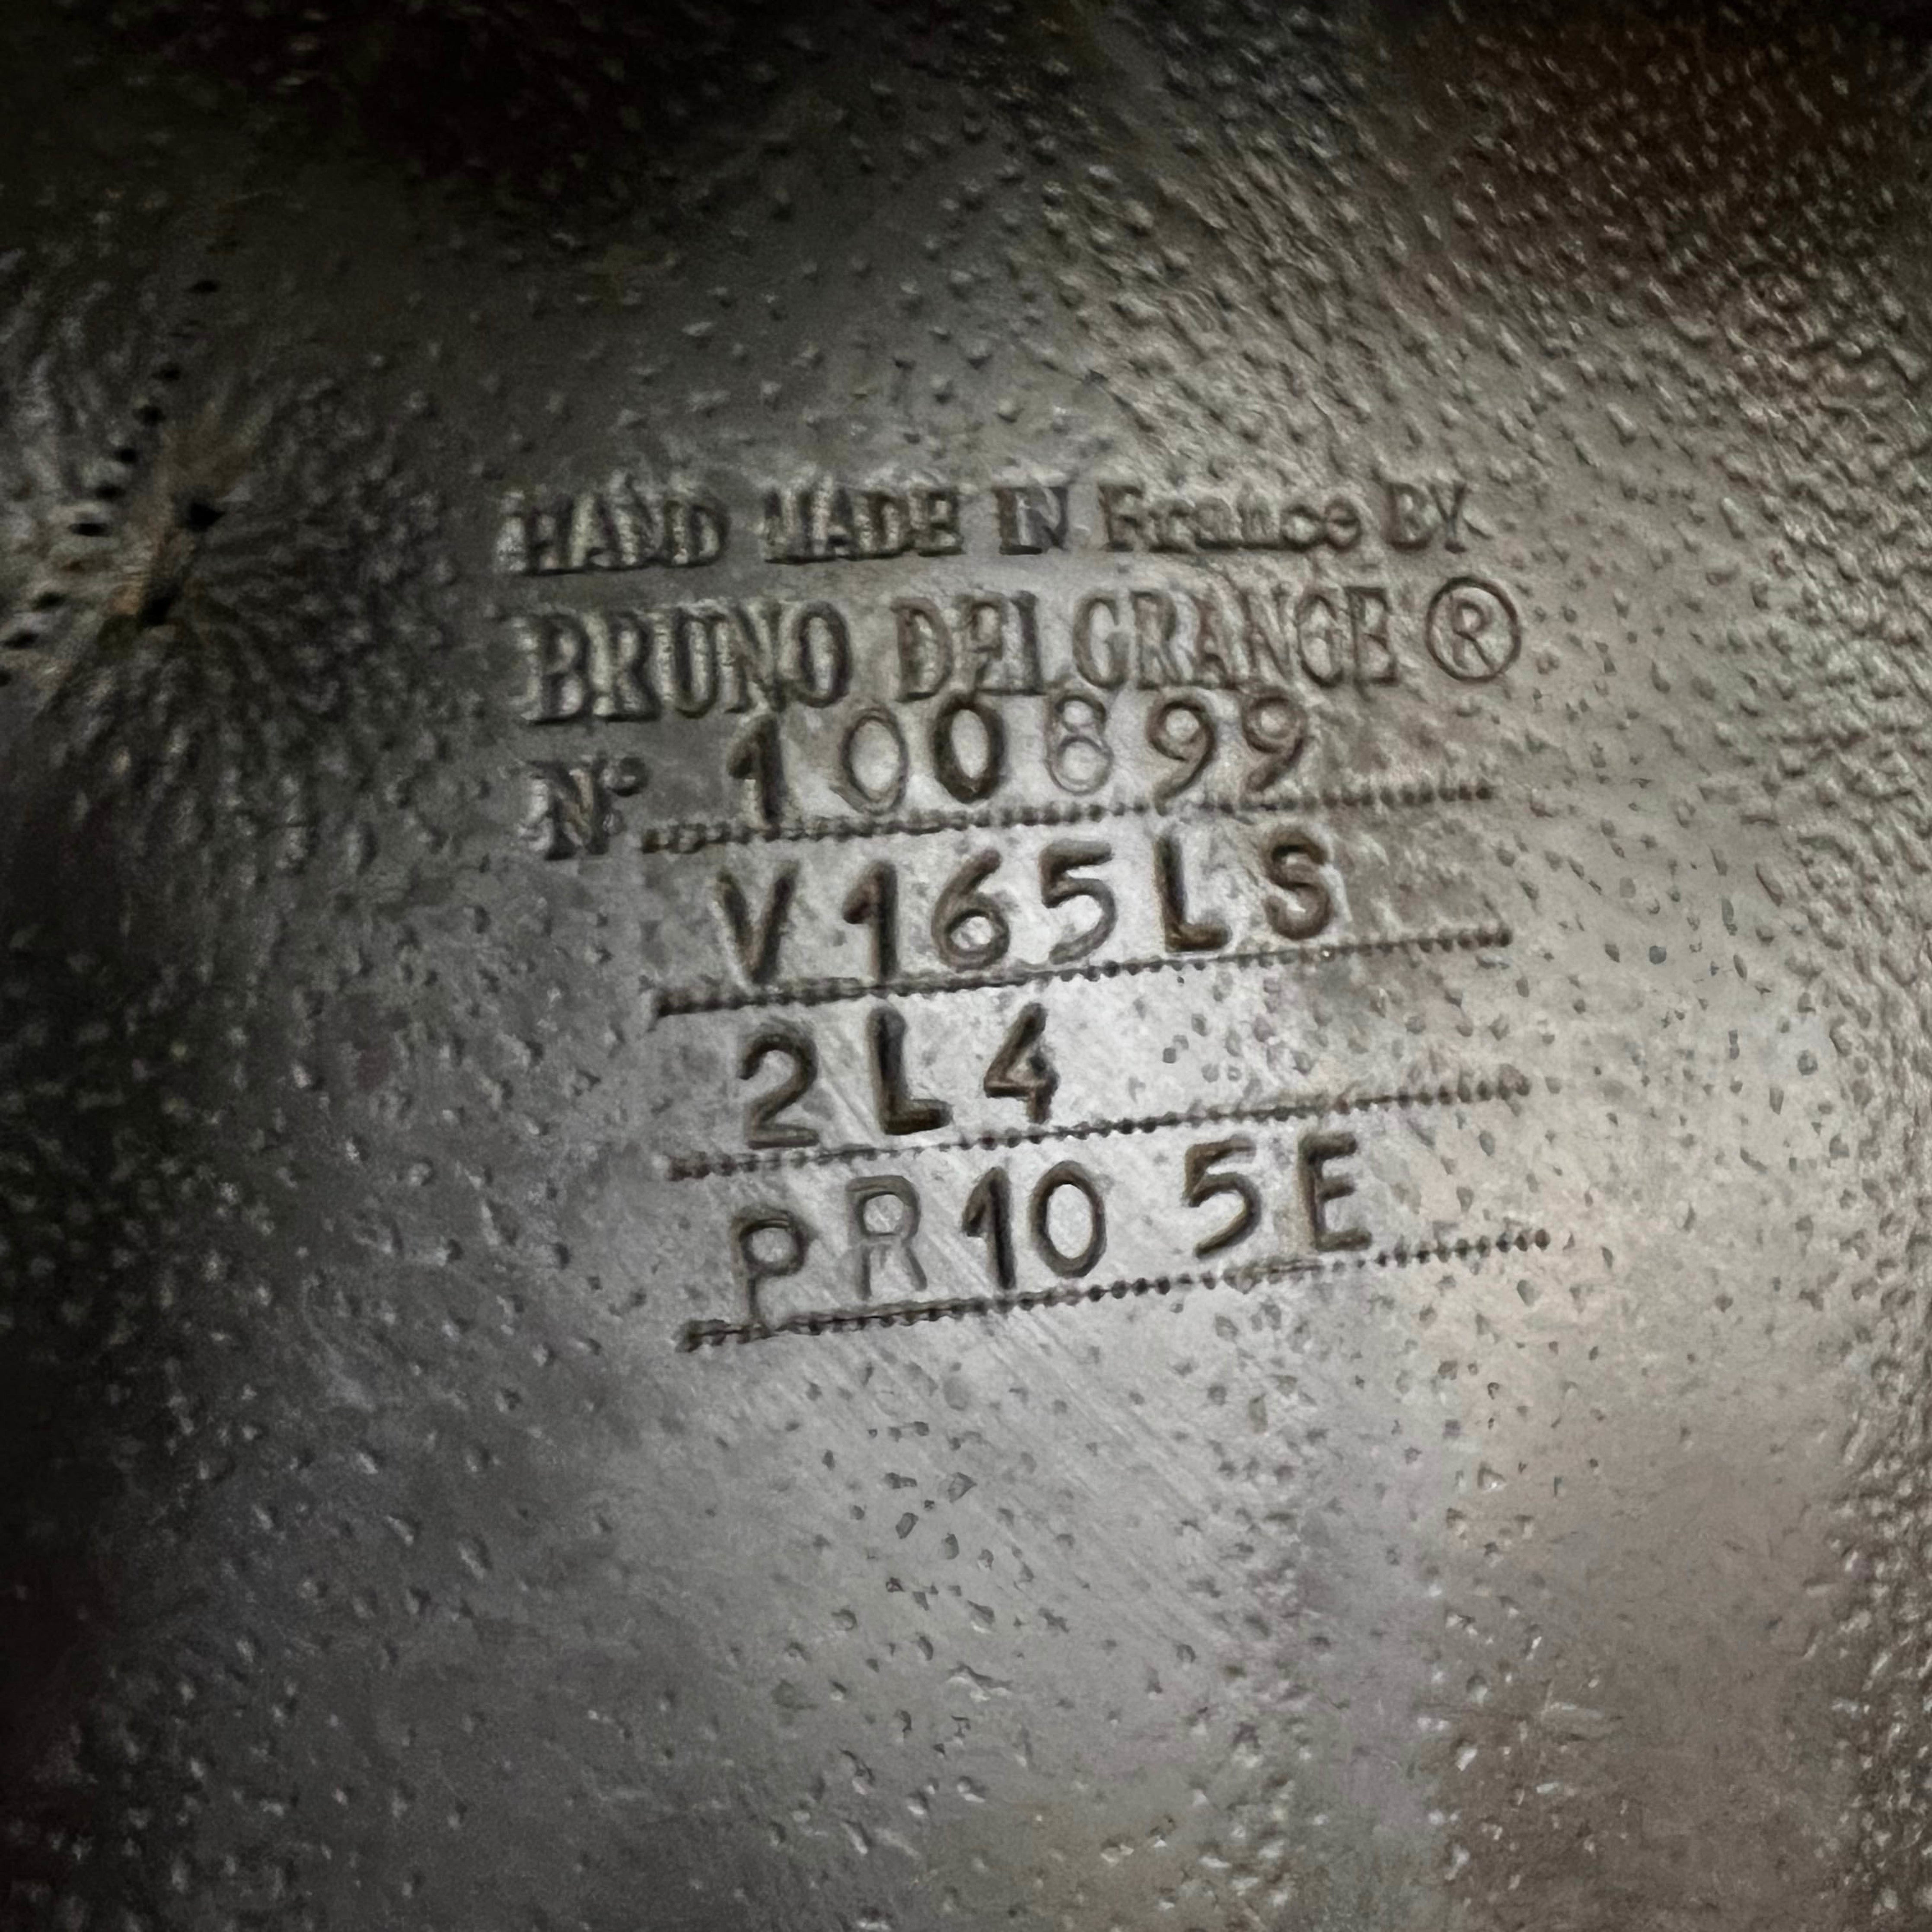 HAND MADE IN France BY
BRUNO DELGRANGE ®
N° 100899
V165LS
2L4
PR10 5E